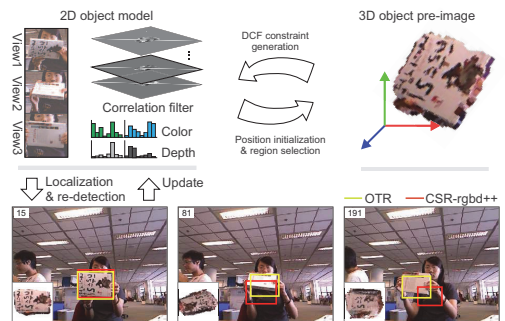 2D object model
3D object pre-image
View1
View2
View3
DCF constraint
generation
Correlation filter
Color
Depth
Position initialization
& region selection
Localization
& re-detection
Update
OTR
CSR-rgbd++
15
81
191